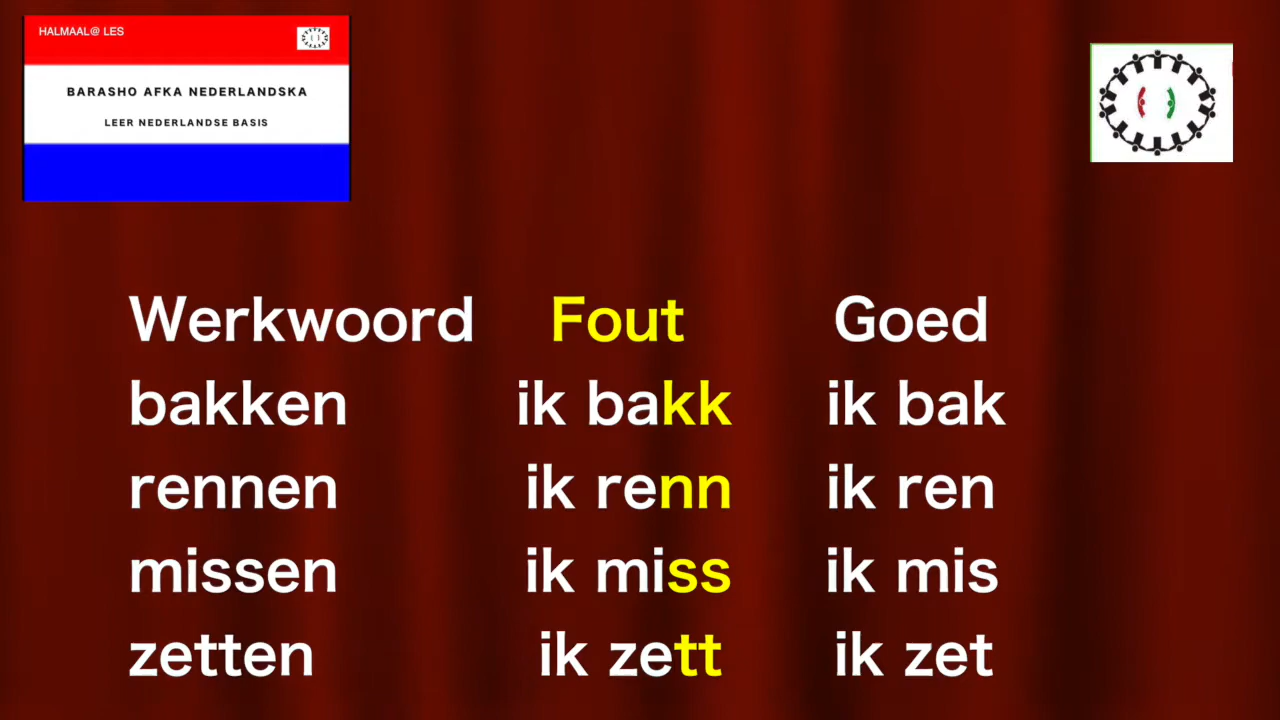 HALMAAL@ LES
BARASHO AFKA NEDERLANDSKA
LEER NEDERLANDSE BASIS
Werkwoord Fout Goed
bakken ik bakk ik bak
rennen ik renn ik ren
missen ik miss ik mis
zetten ik zett ik zet